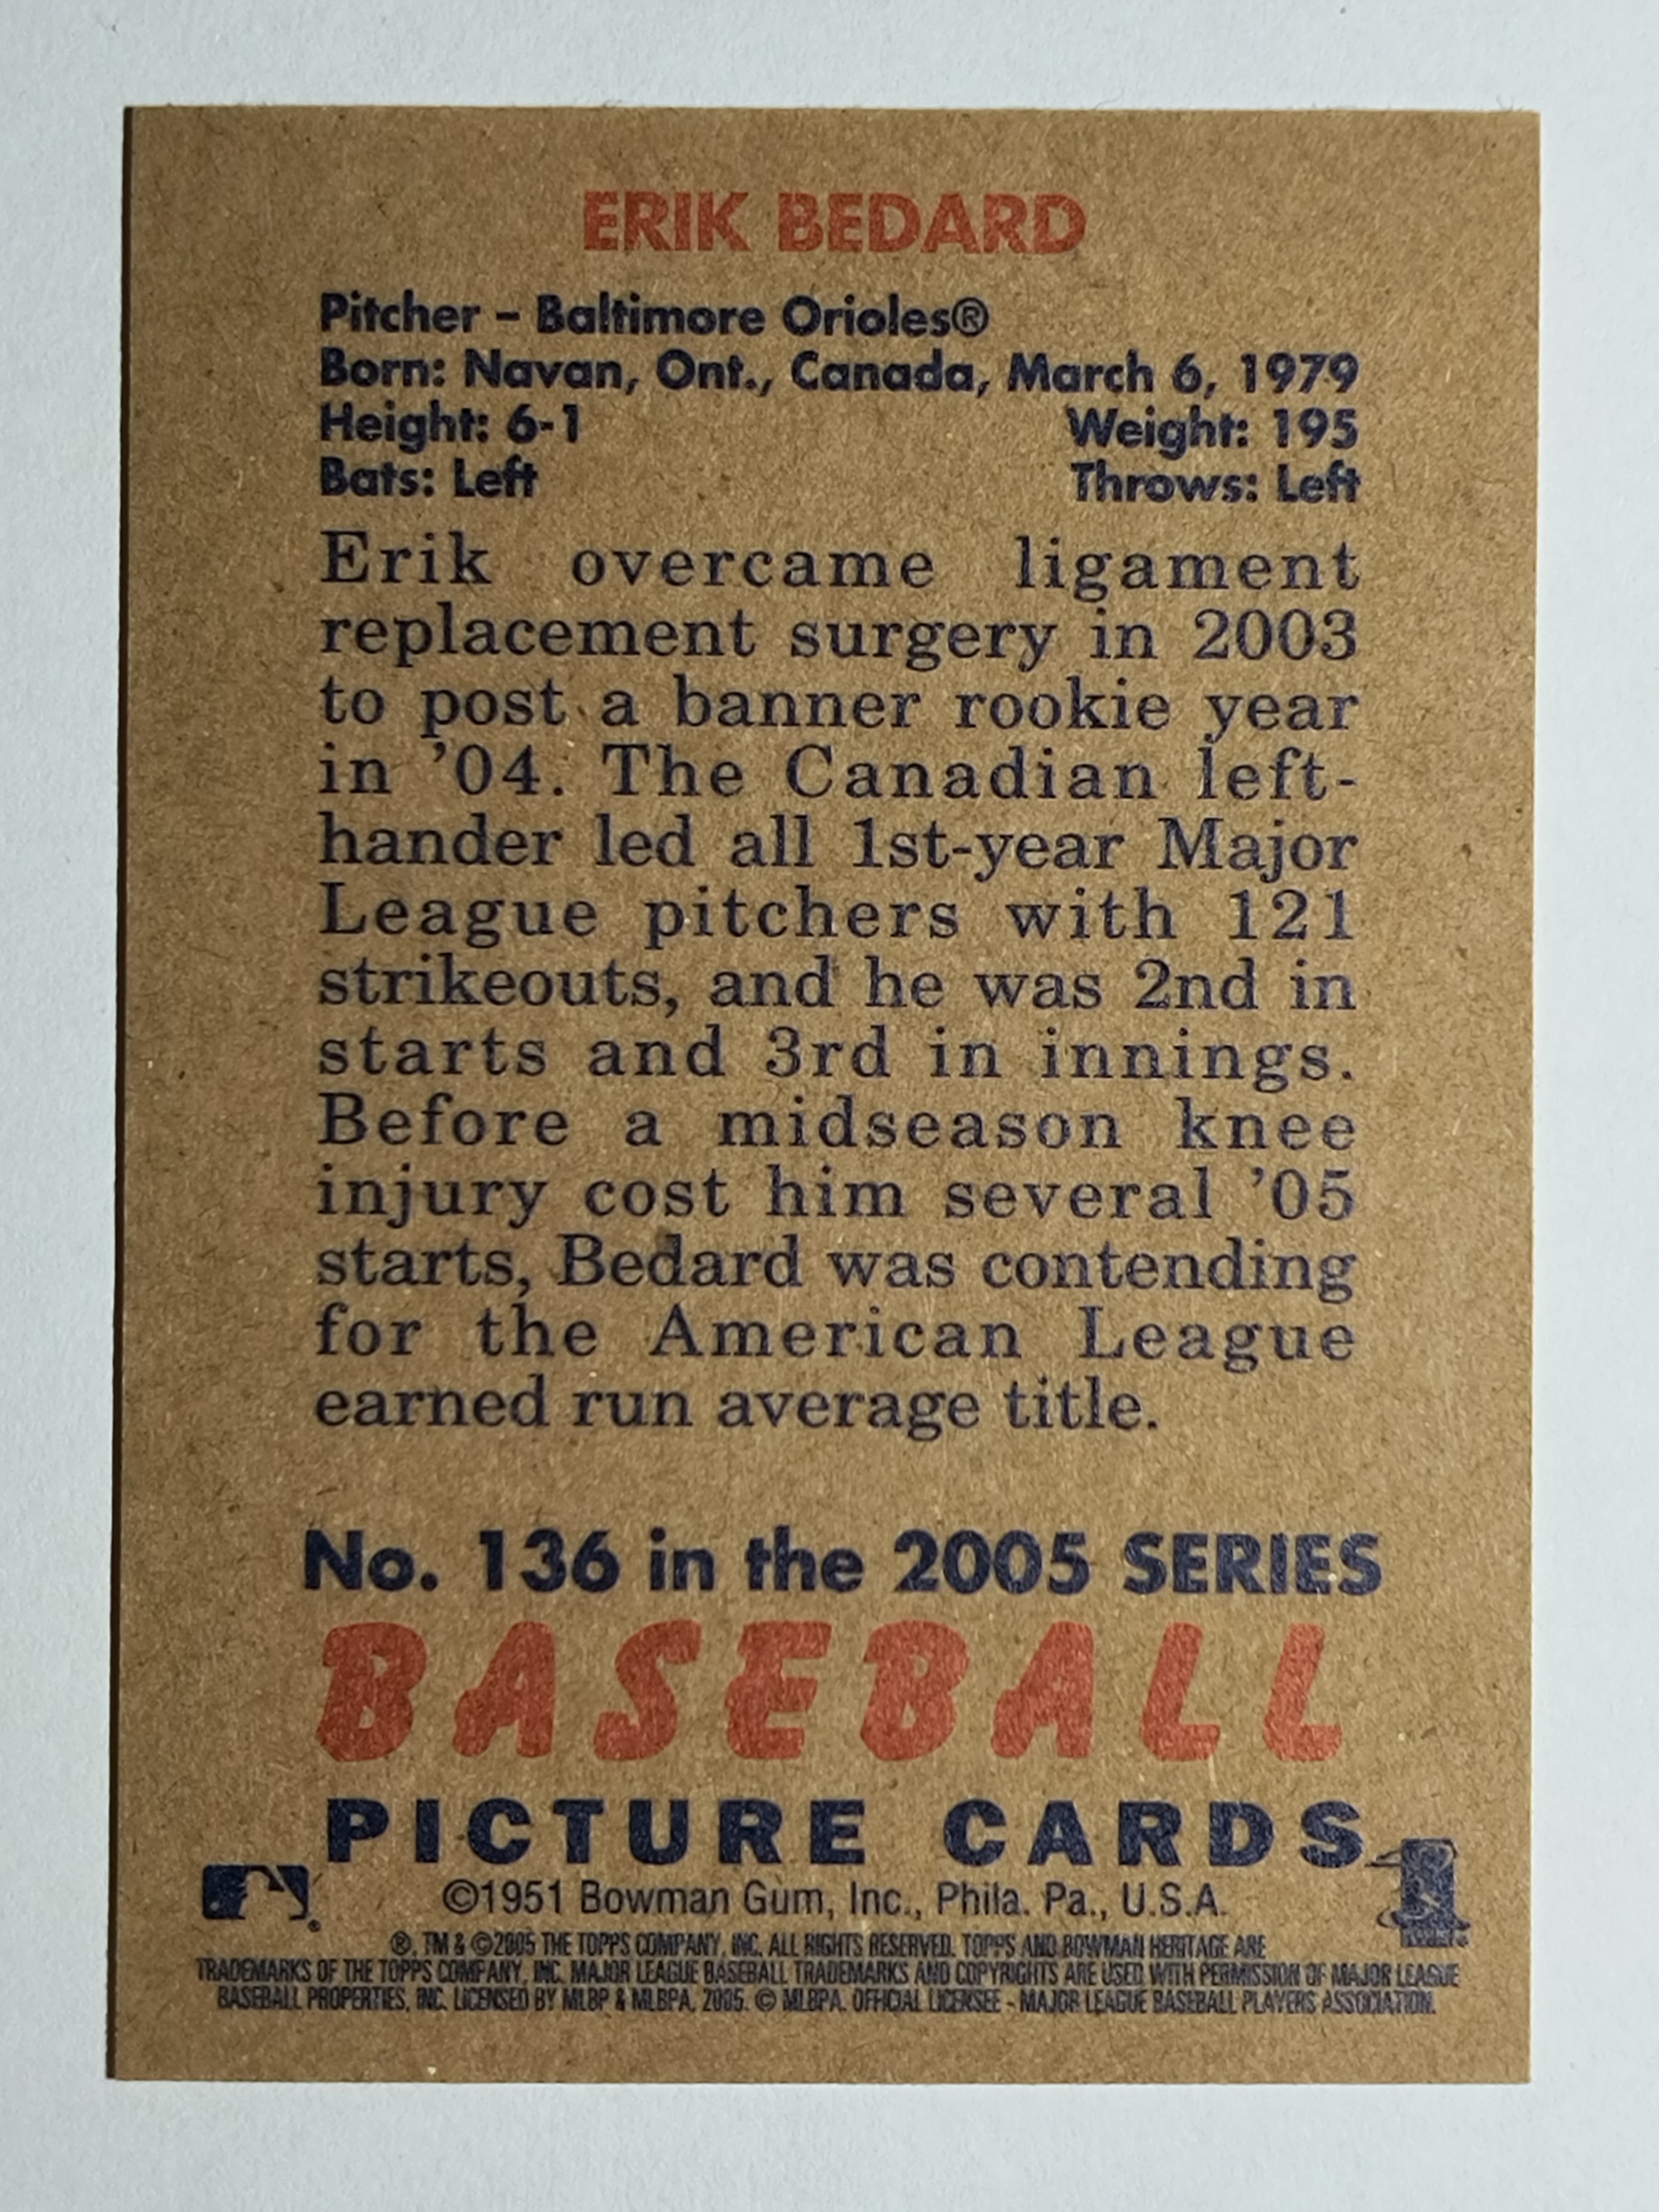 ERIK BEDARD
Pitcher – Baltimore Orioles®
Born: Navan, Ont., Canada, March 6, 1979
Height: 6-1 Weight: 195
Bats: Left Throws: Left
Erik overcame ligament
replacement surgery in 2003
to post a banner rookie year
in ’04. The Canadian left-
hander led all 1st-year Major
League pitchers with 121
strikeouts, and he was 2nd in
starts and 3rd in innings.
Before a midseason knee
injury cost him several ’05
starts, Bedard was contending
for the American League
earned run average title.
No. 136 in the 2005 SERIES
BASEBALL
PICTURE CARDS
©1951 Bowman Gum, Inc., Phila. Pa., U.S.A.
®, TM & ©2005 THE TOPPS COMPANY, INC. ALL RIGHTS RESERVED. TOPPS AND BOWMAN HERITAGE ARE
TRADEMARKS OF THE TOPPS COMPANY, INC. MAJOR LEAGUE BASEBALL TRADEMARKS AND COPYRIGHTS ARE USED WITH PERMISSION OF MAJOR LEAGUE
BASEBALL PROPERTIES, INC. LICENSED BY MLBP & MLBPA, 2005. © MLBPA. OFFICIAL LICENSEE - MAJOR LEAGUE BASEBALL PLAYERS ASSOCIATION.